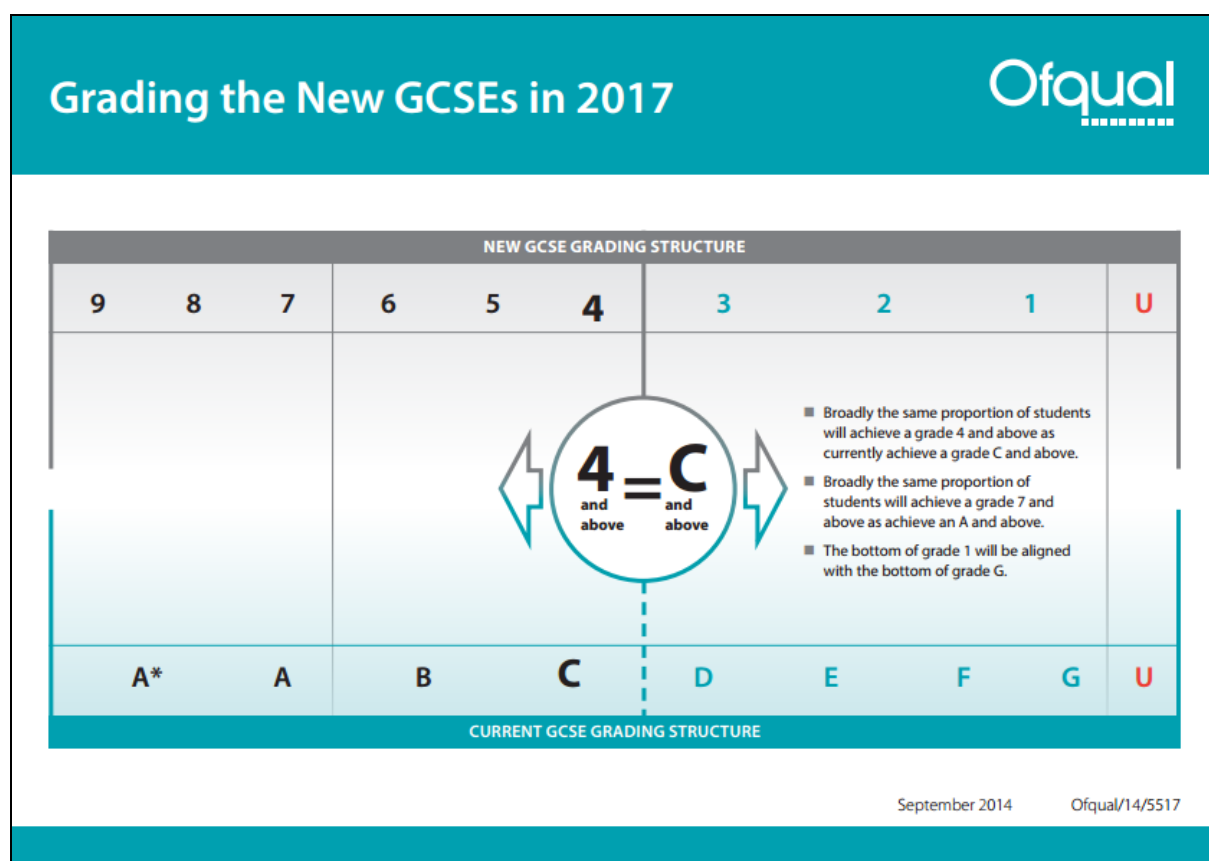 Grading the New GCSEs in 2017
Ofqual
NEW GCSE GRADING STRUCTURE
9 8 7 6 5 4 3 2 1 U
4 = C
and above and above
■ Broadly the same proportion of students
will achieve a grade 4 and above as
currently achieve a grade C and above.
■ Broadly the same proportion of
students will achieve a grade 7 and
above as achieve an A and above.
■ The bottom of grade 1 will be aligned
with the bottom of grade G.
A* A B C D E F G U
CURRENT GCSE GRADING STRUCTURE
September 2014 Ofqual/14/5517